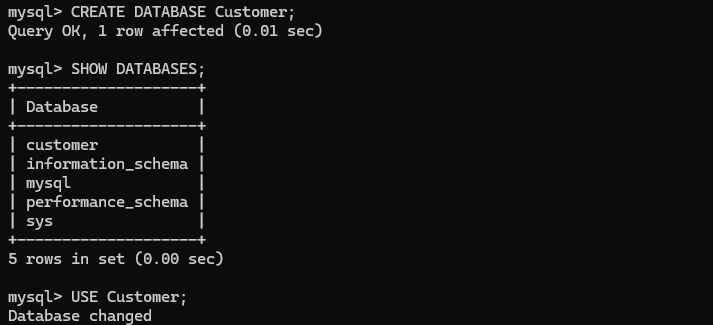 mysql> CREATE DATABASE Customer;
Query OK, 1 row affected (0.01 sec)
mysql> SHOW DATABASES;
+--------------------+
| Database           |
+--------------------+
| customer           |
| information_schema |
| mysql              |
| performance_schema |
| sys                |
+--------------------+
5 rows in set (0.00 sec)
mysql> USE Customer;
Database changed